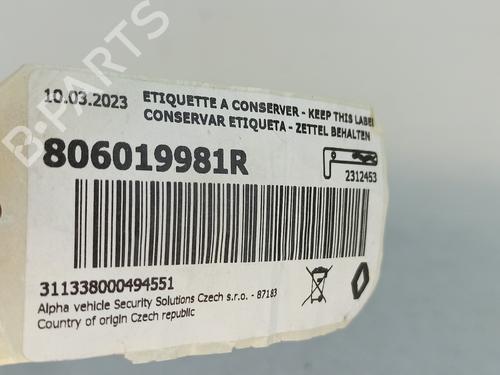 B-PARTS
10.03.2023
ETIQUETTE A CONSERVER - KEEP THIS LABEL
CONSERVAR ETIQUETA - ZETTEL BEHALTEN
806019981R
2312453
311338000494551
Alpha vehicle Security Solutions Czech s.r.o. - 87183
Country of origin Czech republic